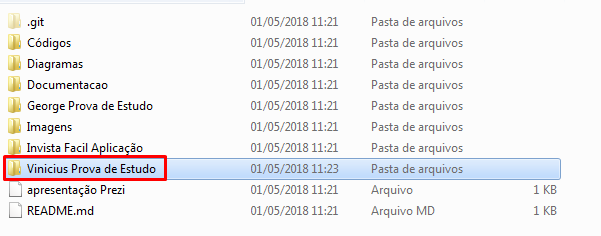 .git 01/05/2018 11:21 Pasta de arquivos
Códigos 01/05/2018 11:21 Pasta de arquivos
Diagramas 01/05/2018 11:21 Pasta de arquivos
Documentacao 01/05/2018 11:21 Pasta de arquivos
George Prova de Estudo 01/05/2018 11:21 Pasta de arquivos
Imagens 01/05/2018 11:21 Pasta de arquivos
Invista Facil Aplicação 01/05/2018 11:21 Pasta de arquivos
Vinicius Prova de Estudo 01/05/2018 11:23 Pasta de arquivos
apresentação Prezi 01/05/2018 11:21 Arquivo 1 KB
README.md 01/05/2018 11:21 Arquivo MD 1 KB